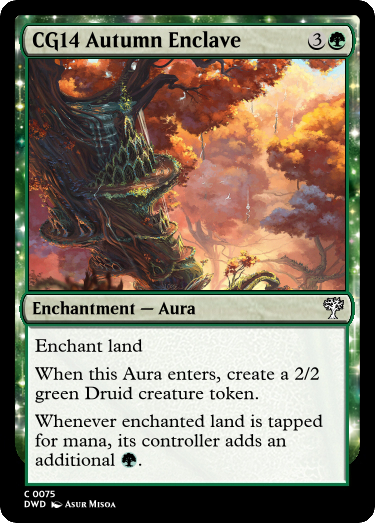 CG14 Autumn Enclave 3
Enchantment — Aura
Enchant land
When this Aura enters, create a 2/2
green Druid creature token.
Whenever enchanted land is tapped
for mana, its controller adds an
additional .
C 0075
DWD Asur Misoa